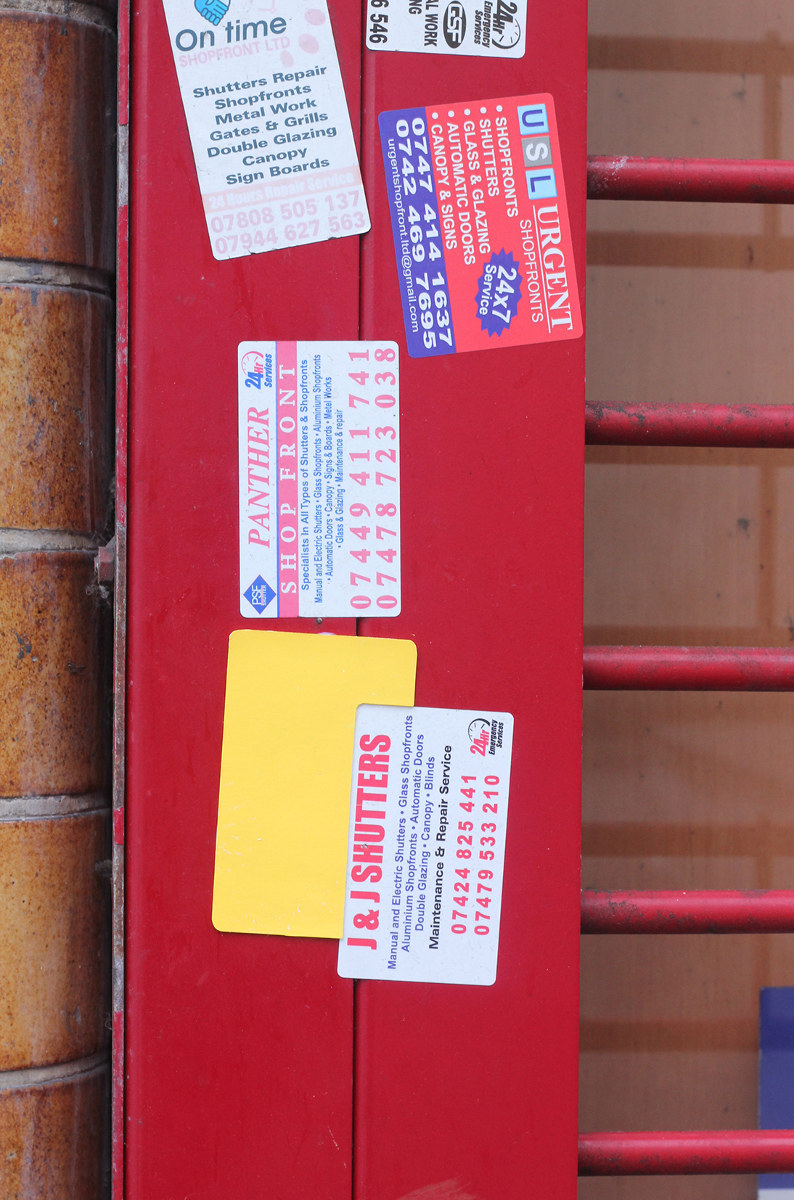 On time
SHOPFRONT LTD
Shutters Repair
Shopfronts
Metal Work
Gates & Grills
Double Glazing
Canopy
Sign Boards
24 Hours Repair Service
07808 505 137
07944 627 563
24Hr
Emergency
Services
GSF
AL WORK
NG
6 546
USL URGENT
SHOPFRONTS
• SHOPFRONTS
• SHUTTERS
• GLASS & GLAZING
• AUTOMATIC DOORS
• CANOPY & SIGNS
24x7
Service
0747 414 1637
0742 469 7695
urgentshopfront.ltd@gmail.com
24Hr
Services
PANTHER
SHOP FRONT
PSF
Specialists In All Types of Shutters & Shopfronts
Manual and Electric Shutters • Glass Shopfronts • Aluminium Shopfronts
• Automatic Doors • Canopy • Signs & Boards • Metal Works
• Glass & Glazing • Maintenance & repair
07449 411 741
07478 723 038
J & J SHUTTERS
24Hr
Emergency
Services
Manual and Electric Shutters • Glass Shopfronts
Aluminium Shopfronts • Automatic Doors
Double Glazing • Canopy • Blinds
Maintenance & Repair Service
07424 825 441
07479 533 210